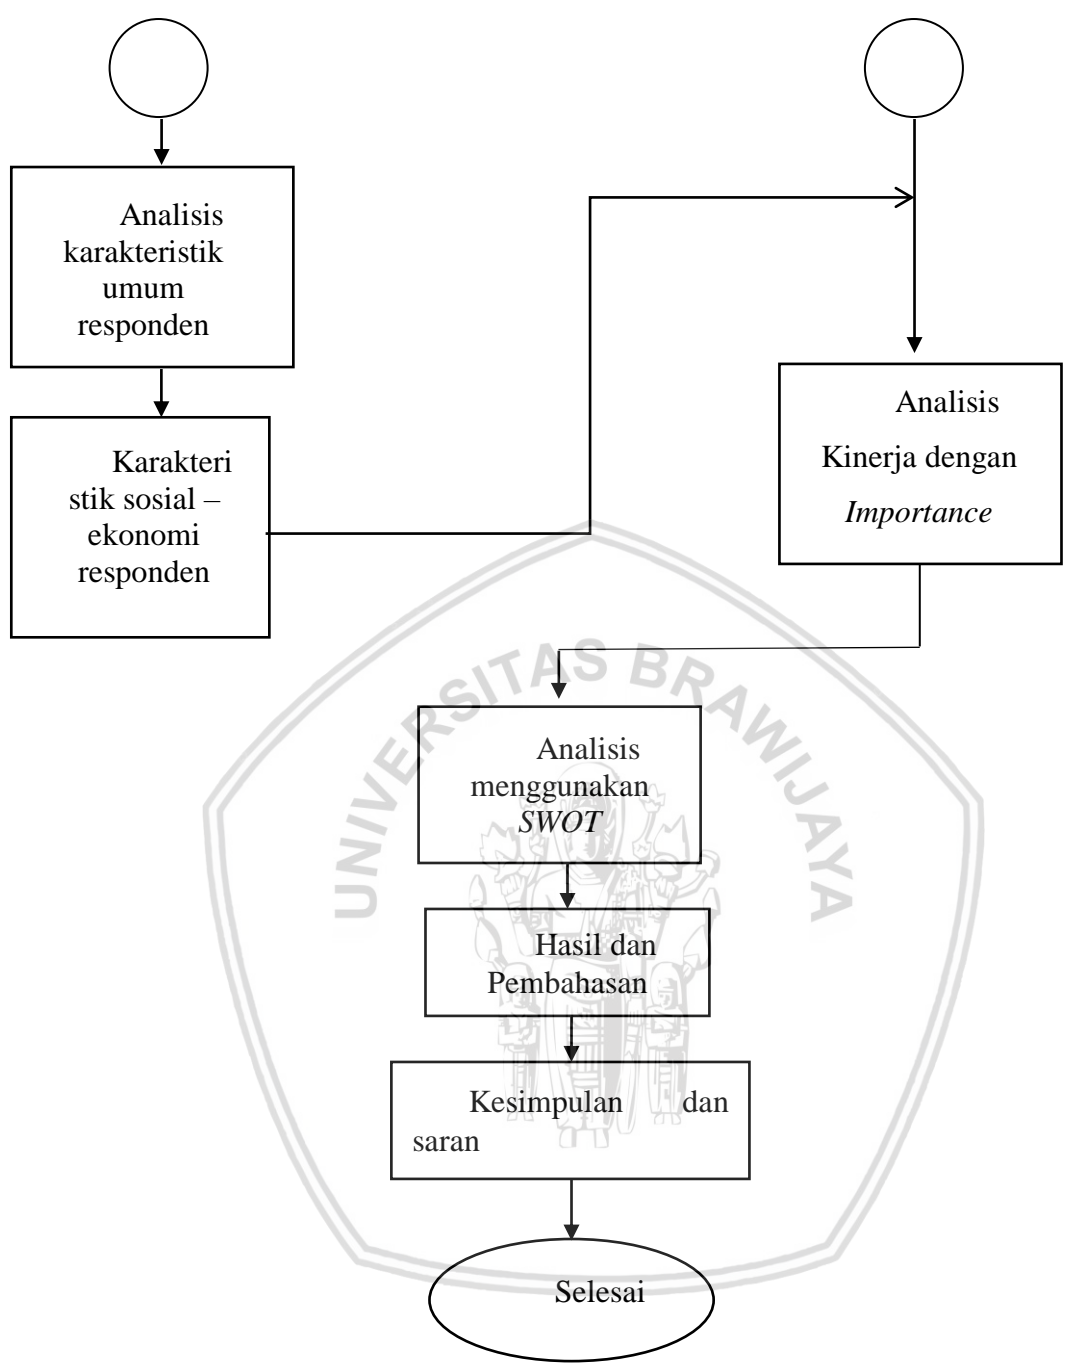 Analisis
karakteristik
umum
responden
Karakteri
stik sosial –
ekonomi
responden
Analisis
Kinerja dengan
Importance
UNIVERSITAS BRAWIJAYA
Analisis
menggunakan
SWOT
Hasil dan
Pembahasan
Kesimpulan dan
saran
Selesai